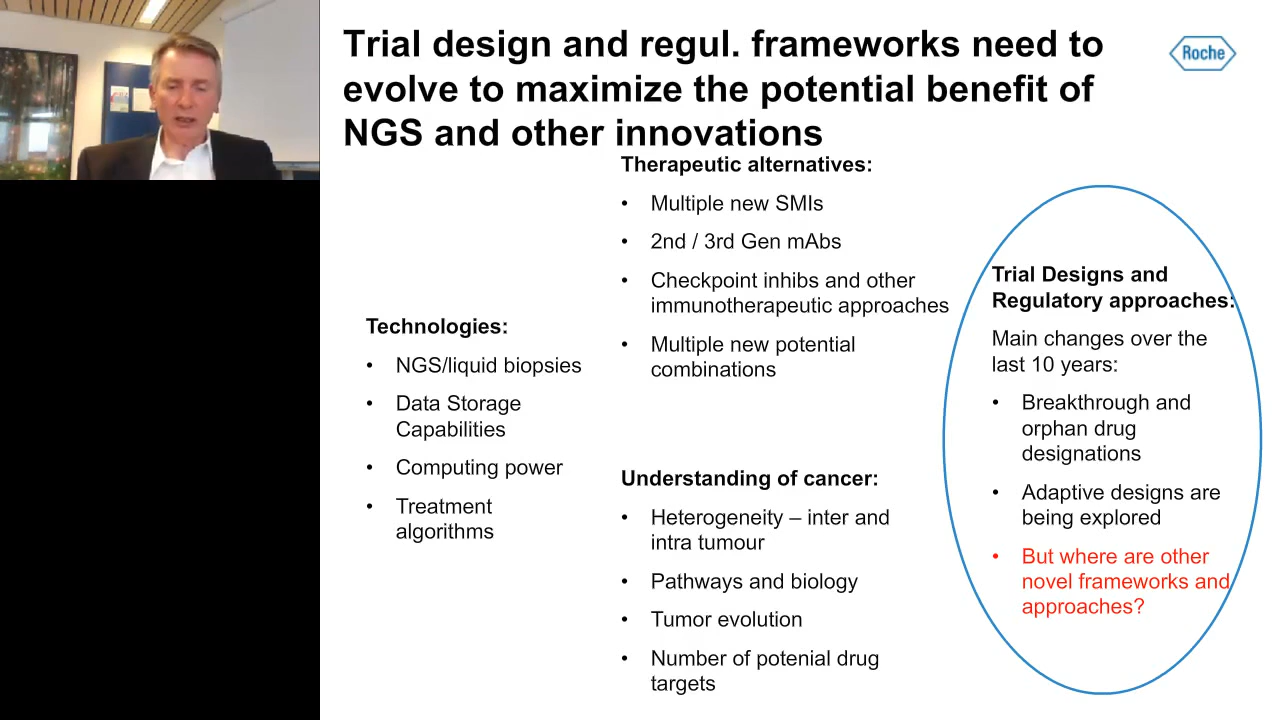 Trial design and regul. frameworks need to
evolve to maximize the potential benefit of
NGS and other innovations
Roche
Technologies:
• NGS/liquid biopsies
• Data Storage
Capabilities
• Computing power
• Treatment
algorithms
Therapeutic alternatives:
• Multiple new SMIs
• 2nd / 3rd Gen mAbs
• Checkpoint inhibs and other
immunotherapeutic approaches
• Multiple new potential
combinations
Understanding of cancer:
• Heterogeneity – inter and
intra tumour
• Pathways and biology
• Tumor evolution
• Number of potenial drug
targets
Trial Designs and
Regulatory approaches:
Main changes over the
last 10 years:
• Breakthrough and
orphan drug
designations
• Adaptive designs are
being explored
• But where are other
novel frameworks and
approaches?